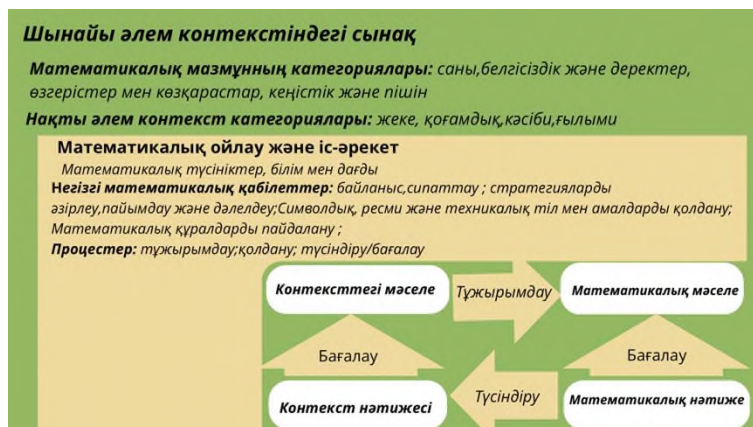 Шынайы әлем контекстіндегі сынақ
Математикалық мазмұнның категориялары: саны,белгісіздік және деректер,
өзгерістер мен көзқарастар, кеңістік және пішін
Нақты әлем контекст категориялары: жеке, қоғамдық,кәсіби,ғылыми
Математикалық ойлау және іс-әрекет
Математикалық түсініктер, білім мен дағды
Негізгі математикалық қабілеттер: байланыс,сипаттау ; стратегияларды
әзірлеу,пайымдау және дәлелдеу;Символдық, ресми және техникалық тіл мен амалдарды қолдану;
Математикалық құралдарды пайдалану ;
Процестер: тұжырымдау;қолдану; түсіндіру/бағалау
Контексттегі мәселе
Тұжырымдау
Математикалық мәселе
Бағалау
Бағалау
Контекст нәтижесі
Түсіндіру
Математикалық нәтиже